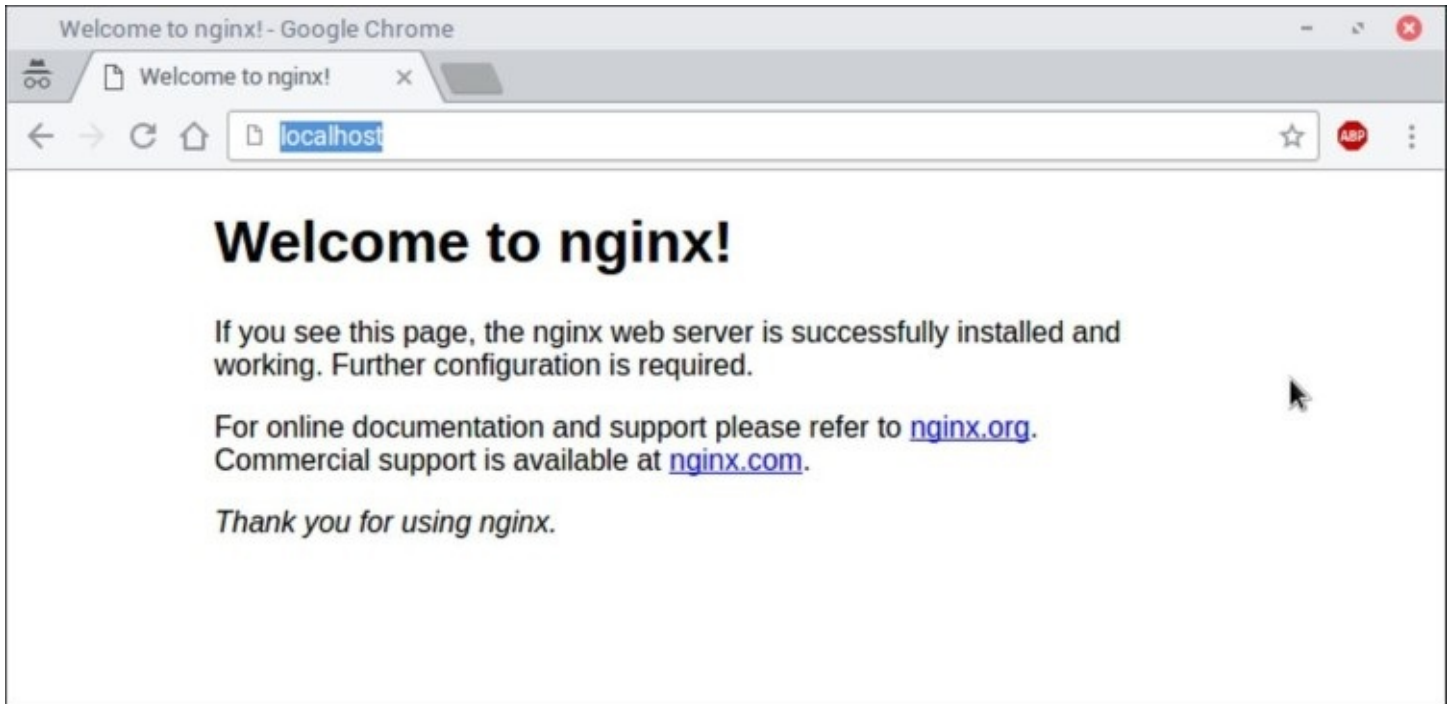 Welcome to nginx! - Google Chrome
Welcome to nginx!
localhost
ABP
Welcome to nginx!
If you see this page, the nginx web server is successfully installed and
working. Further configuration is required.
For online documentation and support please refer to nginx.org.
Commercial support is available at nginx.com.
Thank you for using nginx.